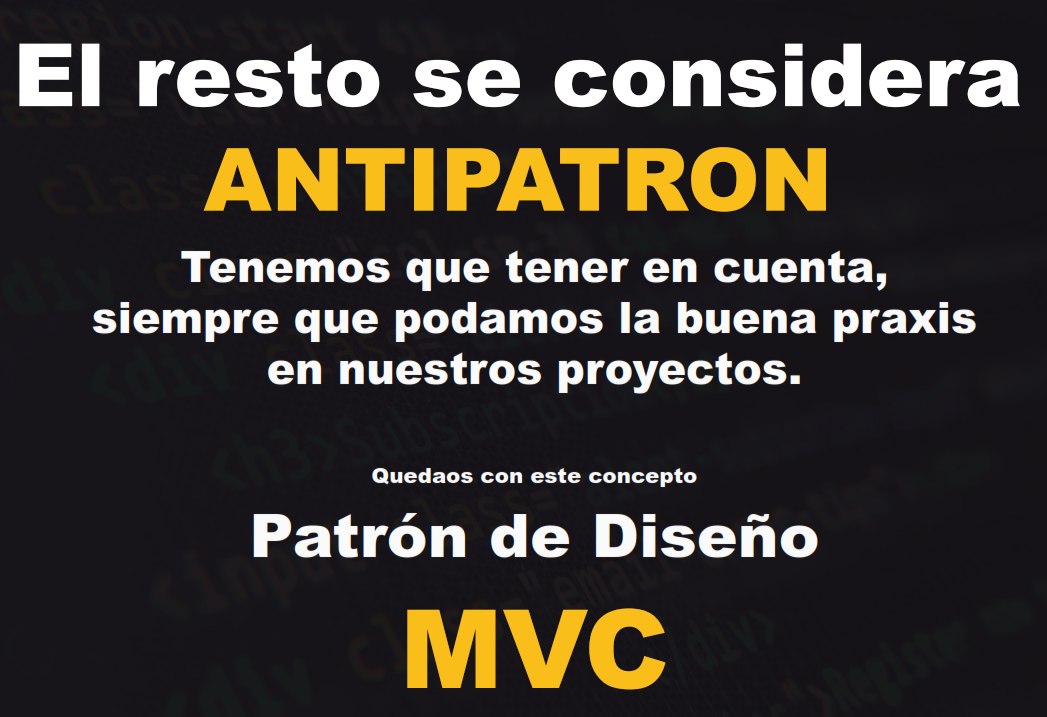 El resto se considera
ANTIPATRON
Tenemos que tener en cuenta,
siempre que podamos la buena praxis
en nuestros proyectos.
Quedaos con este concepto
Patrón de Diseño
MVC